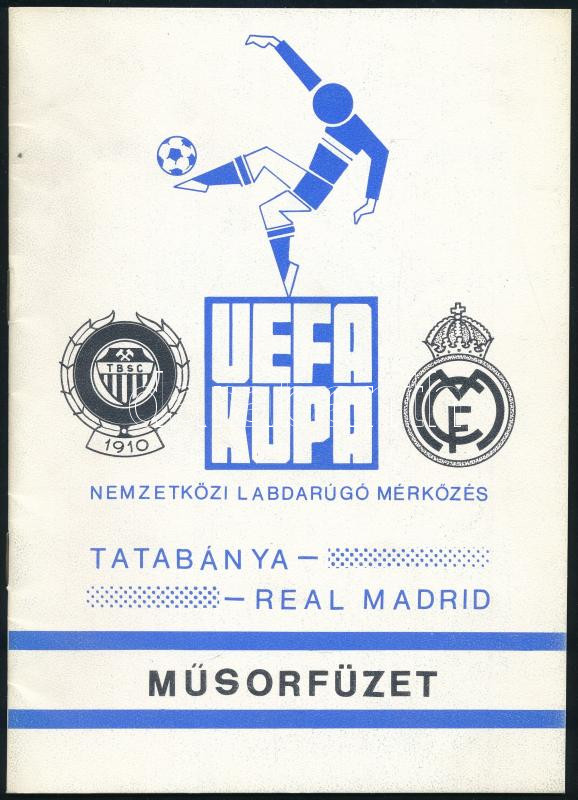 UEFA
KUPA
TBSC
1910
NEMZETKÖZI LABDARÚGÓ MÉRKŐZÉS
TATABÁNYA –
– REAL MADRID
MŰSORFÜZET